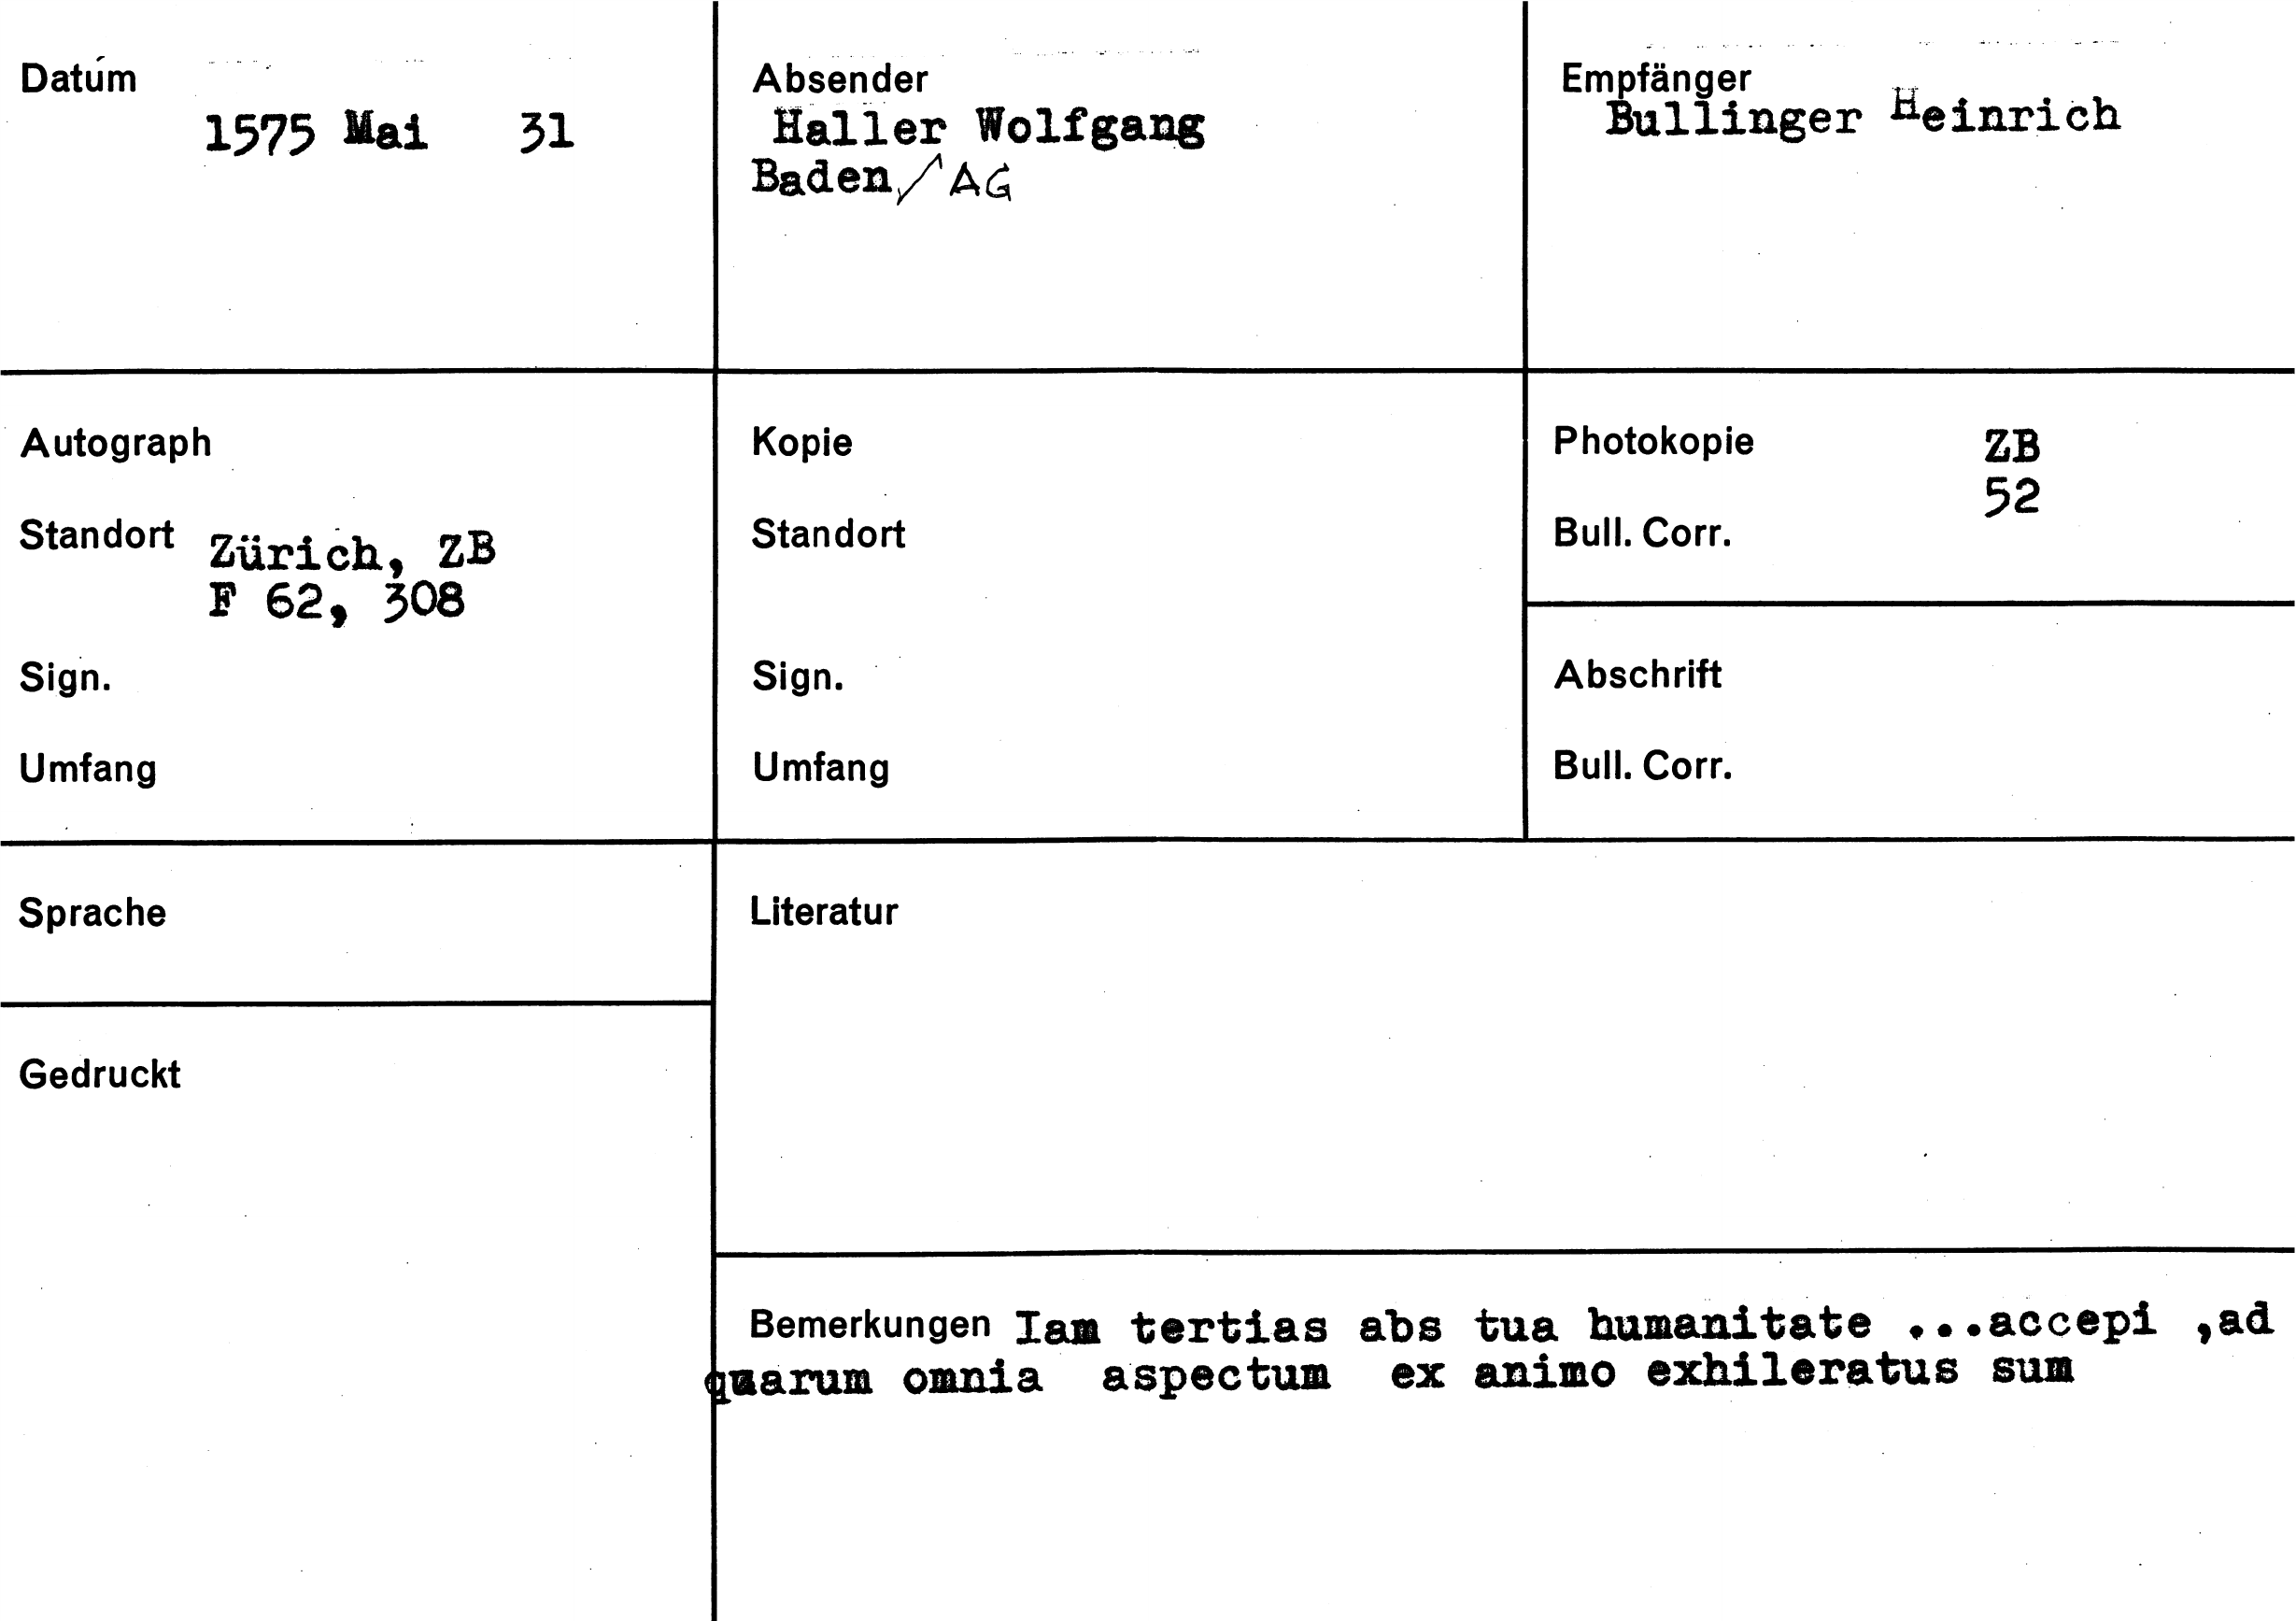 Datum
1575 Mai 31
Absender
Haller Wolfgang
Baden/AG
Empfänger
Bullinger Heinrich
Autograph
Standort Zürich, ZB
F 62, 308
Sign.
Umfang
Kopie
Standort
Sign.
Umfang
Photokopie ZB
52
Bull. Corr.
Abschrift
Bull. Corr.
Sprache
Gedruckt
Literatur
Bemerkungen Iam tertias abs tua humanitate ...accepi ,ad
quarum omnia aspectum ex animo exhileratus sum